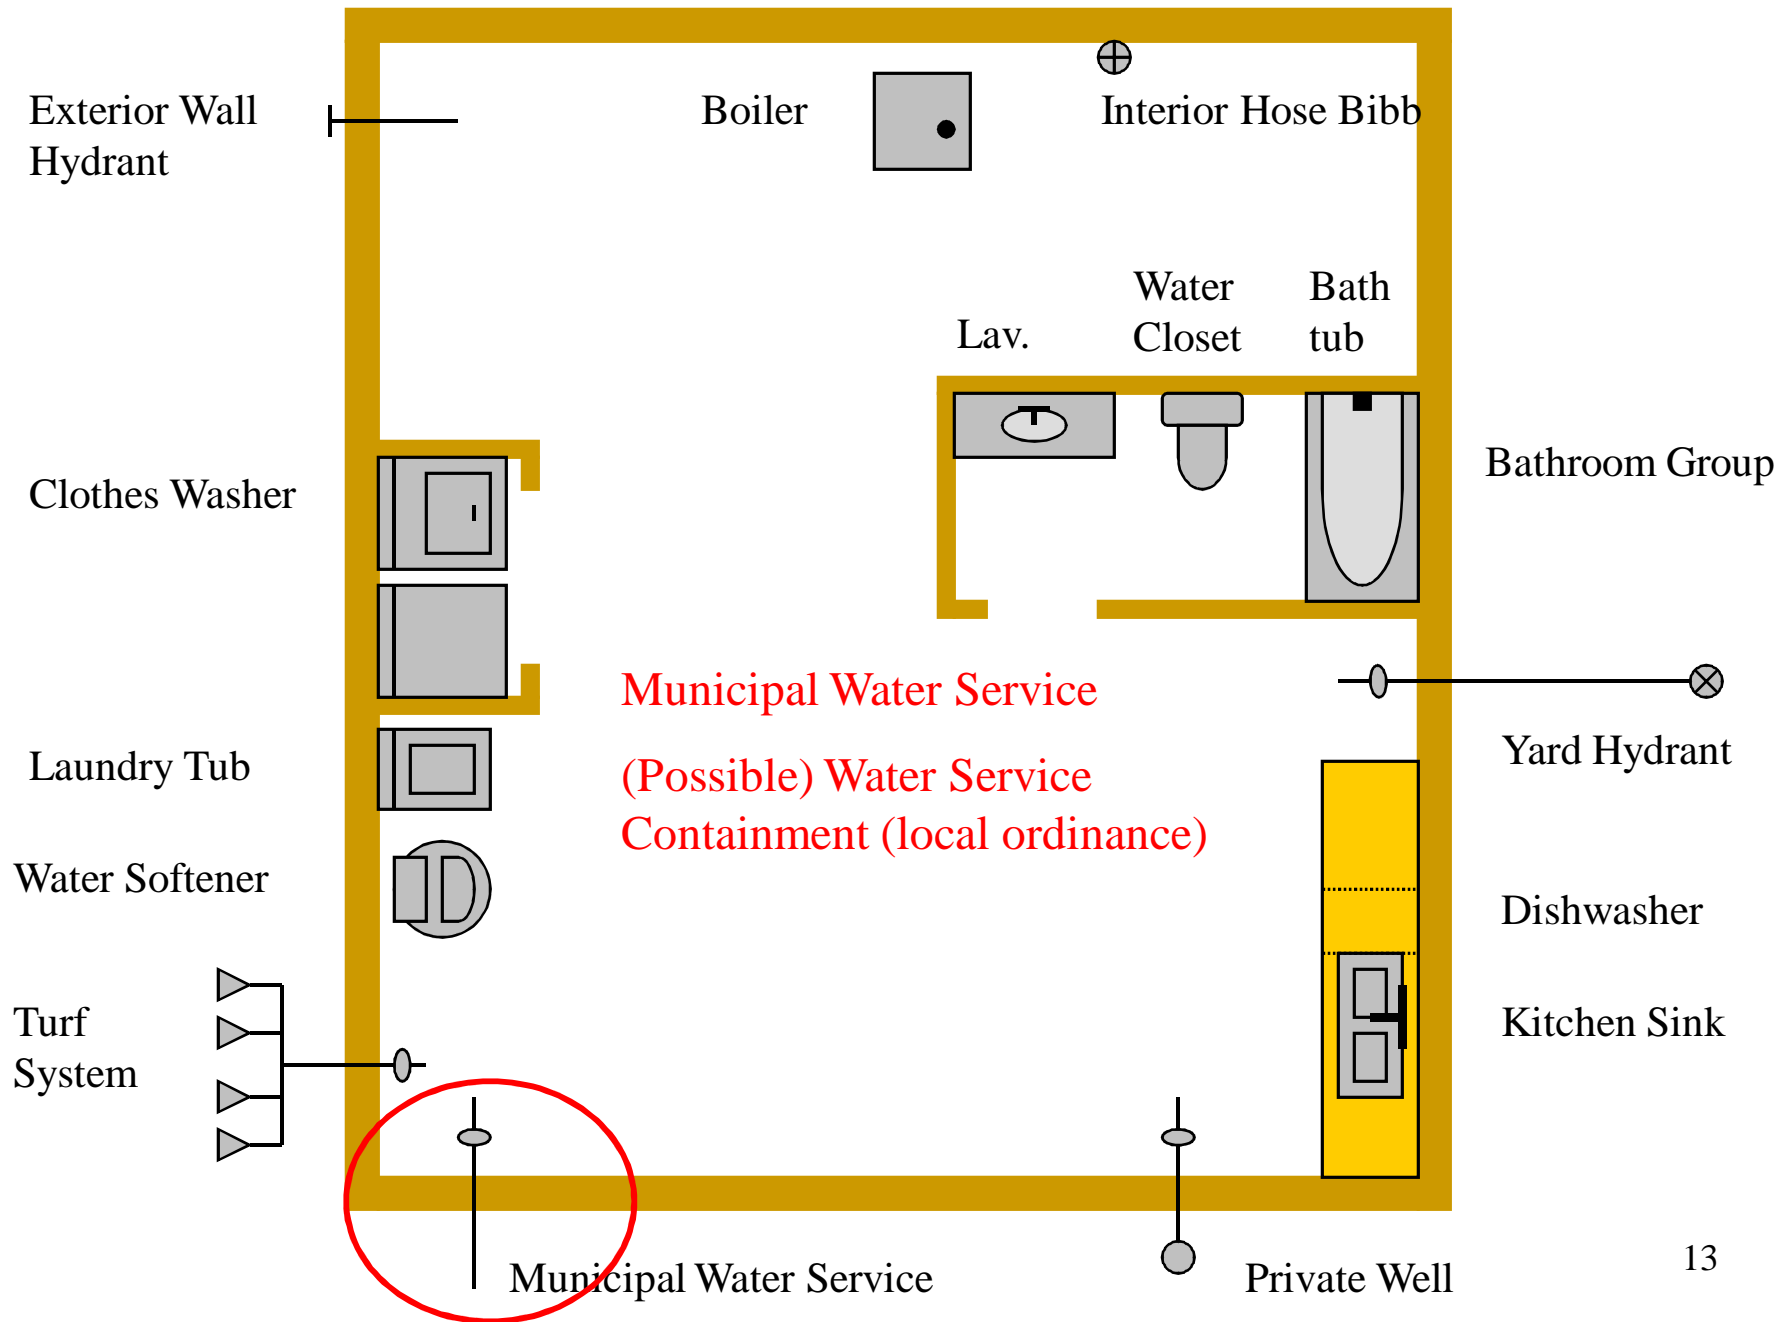 Exterior Wall
Hydrant
Boiler
Interior Hose Bibb
Lav.
Water
Closet
Bath
tub
Bathroom Group
Clothes Washer
Municipal Water Service
(Possible) Water Service
Containment (local ordinance)
Yard Hydrant
Laundry Tub
Water Softener
Dishwasher
Turf
System
Kitchen Sink
Municipal Water Service
Private Well
13